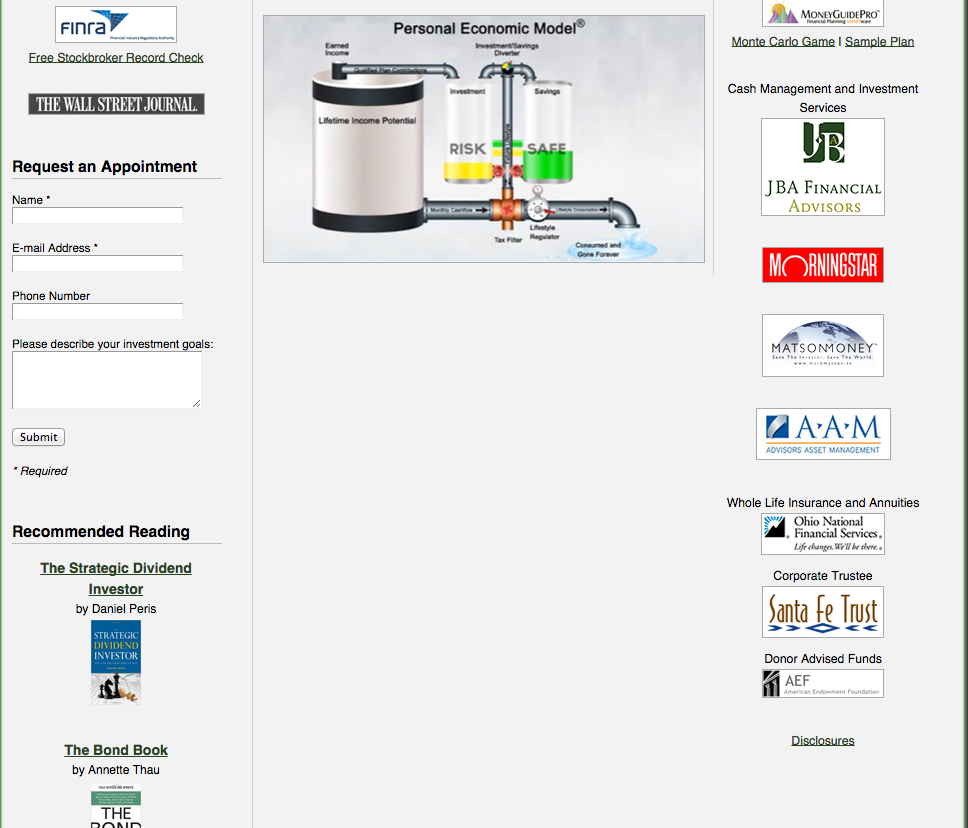 Finra
Financial Industry Regulatory Authority
Free Stockbroker Record Check
THE WALL STREET JOURNAL.
Request an Appointment
Name *
E-mail Address *
Phone Number
Please describe your investment goals:
Submit
* Required
Recommended Reading
The Strategic Dividend
Investor
by Daniel Peris
STRATEGIC
DIVIDEND
INVESTOR
The Bond Book
by Annette Thau
THE
BOND
Personal Economic Model®
Earned
Income
Investment/Savings
Diverter
Qualified Plan Contributions
Investment
Savings
Lifetime Income Potential
RISK
SAFE
Monthly Cashflow
Lifestyle Consumption
Tax Filter
Lifestyle
Regulator
Consumed and
Gone Forever
MONEYGUIDEPRO™
Financial Planning SMARTware
Monte Carlo Game | Sample Plan
Cash Management and Investment
Services
JBA
JBA FINANCIAL
ADVISORS
MORNINGSTAR
MATSONMONEY™
Save The Investor. Save The World.
www.markmatson.tv
A·A·M
ADVISORS ASSET MANAGEMENT
Whole Life Insurance and Annuities
Ohio National
Financial Services®
Life changes. We'll be there.®
Corporate Trustee
Santa Fe Trust
Donor Advised Funds
AEF
American Endowment Foundation
Disclosures